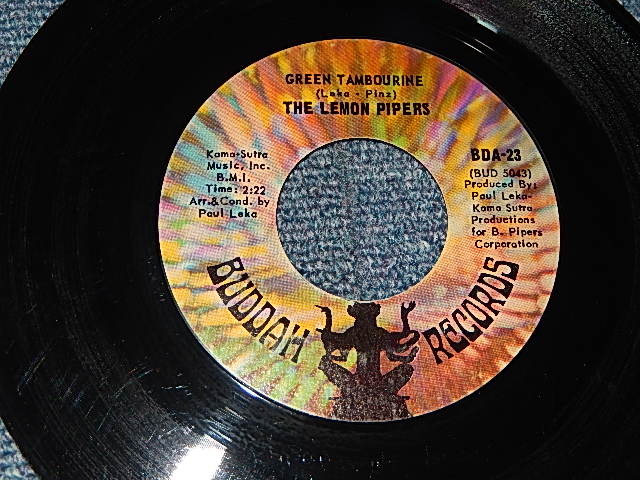 GREEN TAMBOURINE
(Leka - Pinz)
THE LEMON PIPERS
Kama-Sutra
Music, Inc.
B.M.I.
Time: 2:22
Arr.& Cond. by
Paul Leka
BDA-23
(BUD 5043)
Produced By:
Paul Leka-
Kama Sutra
Productions
for B. Pipers
Corporation
BUDDAH RECORDS